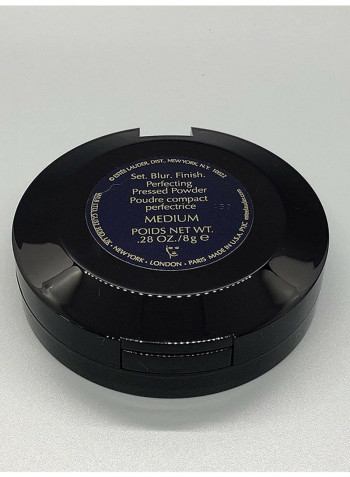 © ESTÉE LAUDER, DIST., NEW YORK, N.Y. 10022
Set. Blur. Finish.
Perfecting
Pressed Powder
Poudre compact
perfectrice
MEDIUM
POIDS NET WT.
.28 OZ./8g ℮
NEW YORK • LONDON • PARIS MADE IN U.S.A.